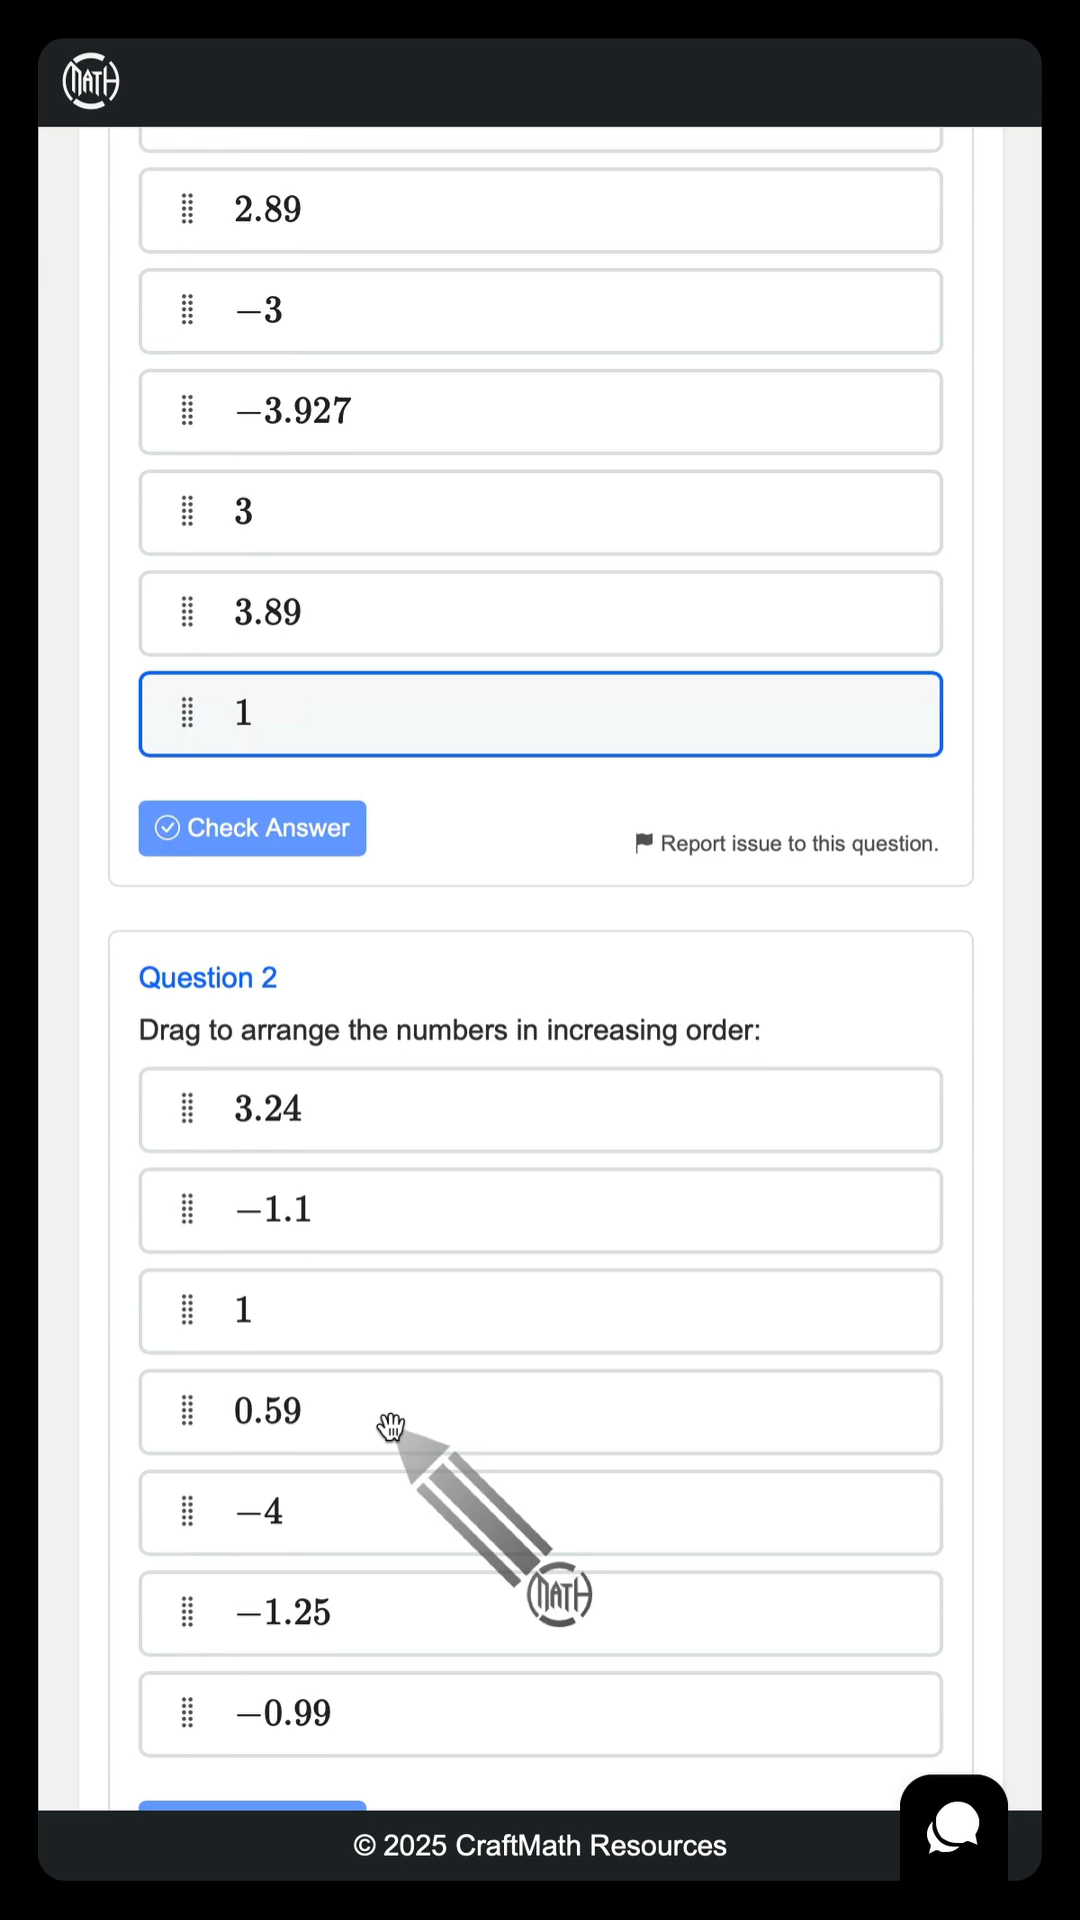 MATH
2.89
−3
−3.927
3
3.89
1
Check Answer
Report issue to this question.
Question 2
Drag to arrange the numbers in increasing order:
3.24
−1.1
1
0.59
−4
−1.25
MATH
−0.99
© 2025 CraftMath Resources